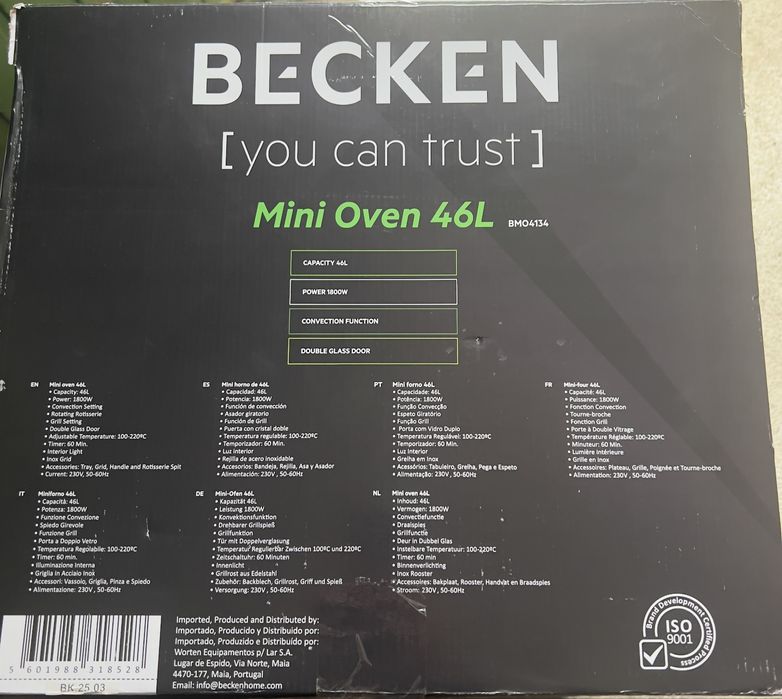 BECKEN
[you can trust]
Mini Oven 46L BMO4134
CAPACITY 46L
POWER 1800W
CONVECTION FUNCTION
DOUBLE GLASS DOOR
EN Mini oven 46L
• Capacity: 46L
• Power: 1800W
• Convection Setting
• Rotating Rotisserie
• Grill Setting
• Double Glass Door
• Adjustable Temperature: 100-220ºC
• Timer: 60 Min.
• Interior Light
• Inox Grid
• Accessories: Tray, Grid, Handle and Rotisserie Spit
• Current: 230V, 50-60Hz
ES Mini horno de 46L
• Capacidad: 46L
• Potencia: 1800W
• Función de convección
• Asador giratorio
• Función de Grill
• Puerta con cristal doble
• Temperatura regulable: 100-220ºC
• Temporizador: 60 Min.
• Luz interior
• Rejilla de acero inoxidable
• Accesorios: Bandeja, Rejilla, Asa y Asador
• Alimentación: 230V, 50-60Hz
PT Mini forno 46L
• Capacidade: 46L
• Potência: 1800W
• Função Convecção
• Espeto Giratório
• Função Grill
• Porta com Vidro Dupio
• Temperatura Regulável: 100-220ºC
• Temporizador: 60 Min.
• Luz Interior
• Grelha em Inox
• Acessórios: Tabuleiro, Grelha, Pega e Espeto
• Alimentação: 230V, 50-60Hz
FR Mini-four 46L
• Capacité: 46L
• Puissance: 1800W
• Fonction Convection
• Tourne-broche
• Fonction Grill
• Porte à Double Vitrage
• Température Réglable: 100-220ºC
• Minuteur: 60 Min.
• Lumière Intérieure
• Grille en Inox
• Accessoires: Plateau, Grille, Poignée et Tourne-broche
• Alimentation: 230V, 50-60Hz
IT Miniforno 46L
• Capacità: 46L
• Potenza: 1800W
• Funzione Convezione
• Spiedo Girevole
• Funzione Grill
• Porta a Doppio Vetro
• Temperatura Regolabile: 100-220ºC
• Timer: 60 min.
• Illuminazione Interna
• Griglia in Acciaio Inox
• Accessori: Vassoio, Griglia, Pinza e Spiedo
• Alimentazione: 230V, 50-60Hz
DE Mini-Ofen 46L
• Kapazität 46L
• Leistung 1800W
• Konvektionsfunktion
• Drehbarer Grillspieß
• Grillfunktion
• Tür mit Doppelverglasung
• Temperatur Regulierbar Zwischen 100ºC und 220ºC
• Zeitschaltuhr: 60 Minuten
• Innenlicht
• Grillrost aus Edelstahl
• Zubehör: Backblech, Grillrost, Griff und Spieß
• Versorgung: 230V, 50-60Hz
NL Mini oven 46L
• Inhoud: 46L
• Vermogen: 1800W
• Convectiefunctie
• Draaispies
• Grillfunctie
• Deur in Dubbel Glas
• Instelbare Temperatuur: 100-220ºC
• Timer: 60 min
• Binnenverlichting
• Inox Rooster
• Accessoires: Bakplaat, Rooster, Handvat en Braadspies
• Stroom: 230V, 50-60Hz
5 601988 318528
BK.25 03
Imported, Produced and Distributed by:
Importado, Producido y Distribuido por:
Importado, Produzido e Distribuído por:
Worten Equipamentos p/ Lar S.A.
Lugar de Espido, Via Norte, Maia
4470-177, Maia, Portugal
Email: info@beckenhome.com
Brand Development Certified Process
ISO
9001